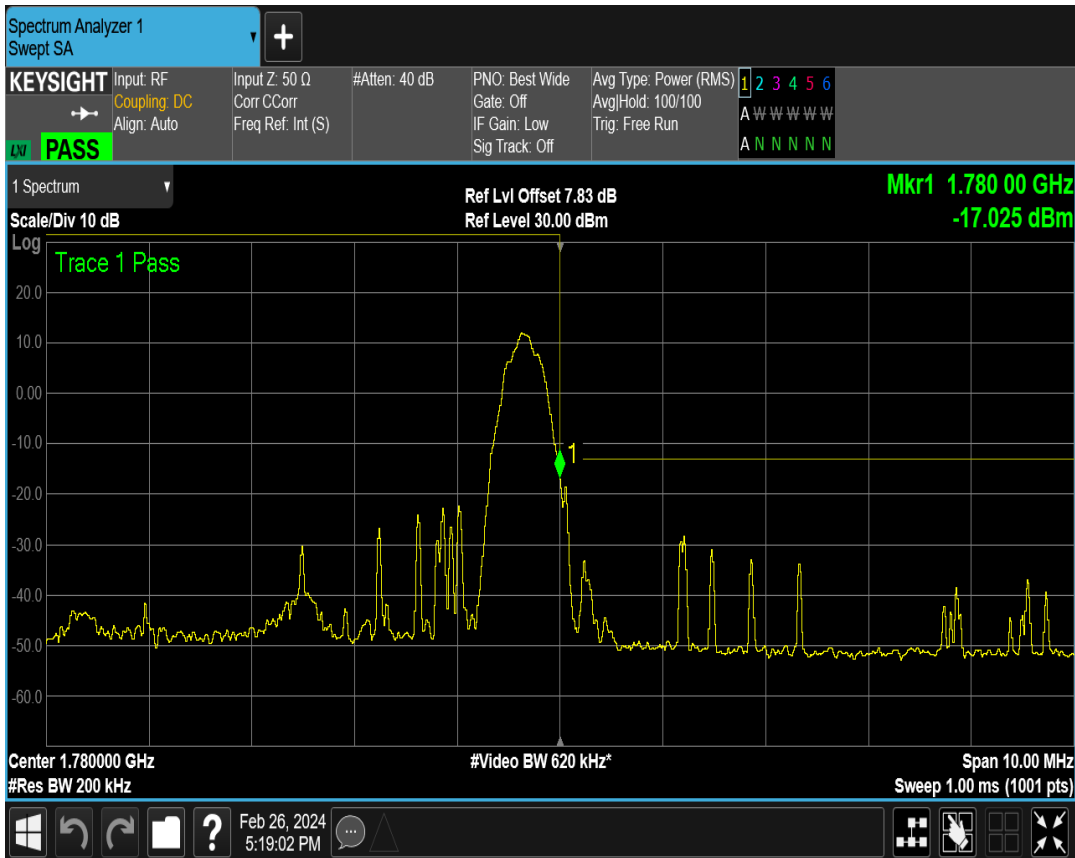 Spectrum Analyzer 1
Swept SA
+
KEYSIGHT
LXI PASS
Input: RF
Coupling: DC
Align: Auto
Input Z: 50 Ω
Corr CCorr
Freq Ref: Int (S)
#Atten: 40 dB
PNO: Best Wide
Gate: Off
IF Gain: Low
Sig Track: Off
Avg Type: Power (RMS)
Avg|Hold: 100/100
Trig: Free Run
1 2 3 4 5 6
A W W W W W
A N N N N N
1 Spectrum
Scale/Div 10 dB
Ref Lvl Offset 7.83 dB
Ref Level 30.00 dBm
Mkr1 1.780 00 GHz
-17.025 dBm
Log
Trace 1 Pass
20.0
10.0
0.00
-10.0
1
-20.0
-30.0
-40.0
-50.0
-60.0
Center 1.780000 GHz
#Res BW 200 kHz
#Video BW 620 kHz*
Span 10.00 MHz
Sweep 1.00 ms (1001 pts)
?
Feb 26, 2024
5:19:02 PM